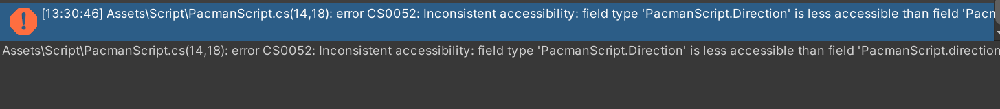 [13:30:46] Assets\Script\PacmanScript.cs(14,18): error CS0052: Inconsistent accessibility: field type 'PacmanScript.Direction' is less accessible than field 'Pacm
Assets\Script\PacmanScript.cs(14,18): error CS0052: Inconsistent accessibility: field type 'PacmanScript.Direction' is less accessible than field 'PacmanScript.direction